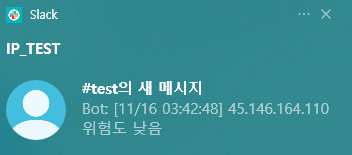 Slack
IP_TEST
#test의 새 메시지
Bot: [11/16 03:42:48] 45.146.164.110
위험도 낮음